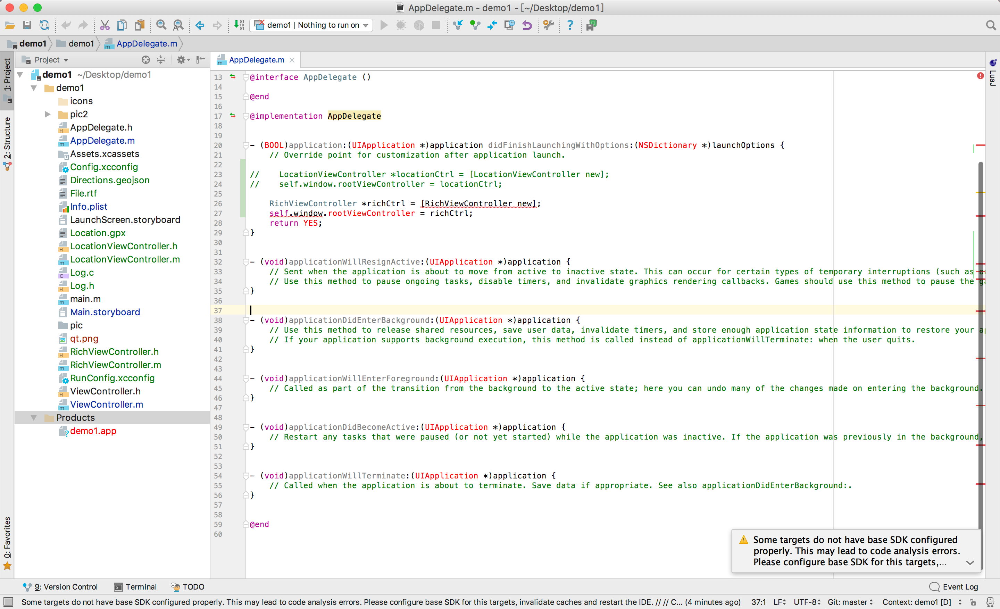 AppDelegate.m - demo1 - [~/Desktop/demo1]
demo1 | Nothing to run on
demo1
demo1
AppDelegate.m
1: Project
2: Structure
0: Favorites
Project
demo1 ~/Desktop/demo1
demo1
icons
pic2
AppDelegate.h
AppDelegate.m
Assets.xcassets
Config.xcconfig
Directions.geojson
File.rtf
Info.plist
LaunchScreen.storyboard
Location.gpx
LocationViewController.h
LocationViewController.m
Log.c
Log.h
main.m
Main.storyboard
pic
qt.png
RichViewController.h
RichViewController.m
RunConfig.xcconfig
ViewController.h
ViewController.m
Products
demo1.app
AppDelegate.m
13 @interface AppDelegate ()
14
15 @end
16
17 @implementation AppDelegate
18
19
20 - (BOOL)application:(UIApplication *)application didFinishLaunchingWithOptions:(NSDictionary *)launchOptions {
21 // Override point for customization after application launch.
22
23 // LocationViewController *locationCtrl = [LocationViewController new];
24 // self.window.rootViewController = locationCtrl;
25
26 RichViewController *richCtrl = [RichViewController new];
27 self.window.rootViewController = richCtrl;
28 return YES;
29 }
30
31
32 - (void)applicationWillResignActive:(UIApplication *)application {
33 // Sent when the application is about to move from active to inactive state. This can occur for certain types of temporary interruptions (such as
34 // Use this method to pause ongoing tasks, disable timers, and invalidate graphics rendering callbacks. Games should use this method to pause the
35 }
36
37
38 - (void)applicationDidEnterBackground:(UIApplication *)application {
39 // Use this method to release shared resources, save user data, invalidate timers, and store enough application state information to restore your
40 // If your application supports background execution, this method is called instead of applicationWillTerminate: when the user quits.
41 }
42
43
44 - (void)applicationWillEnterForeground:(UIApplication *)application {
45 // Called as part of the transition from the background to the active state; here you can undo many of the changes made on entering the background.
46 }
47
48
49 - (void)applicationDidBecomeActive:(UIApplication *)application {
50 // Restart any tasks that were paused (or not yet started) while the application was inactive. If the application was previously in the background,
51 }
52
53
54 - (void)applicationWillTerminate:(UIApplication *)application {
55 // Called when the application is about to terminate. Save data if appropriate. See also applicationDidEnterBackground:.
56 }
57
58
59 @end
60
LuaJ
Some targets do not have base SDK configured
properly. This may lead to code analysis errors.
Please configure base SDK for this targets,...
9: Version Control
Terminal
TODO
Event Log
Some targets do not have base SDK configured properly. This may lead to code analysis errors. Please configure base SDK for this targets, invalidate caches and restart the IDE. // // C... (4 minutes ago)
37:1 LF UTF-8 Git: master Context: demo1 [D]